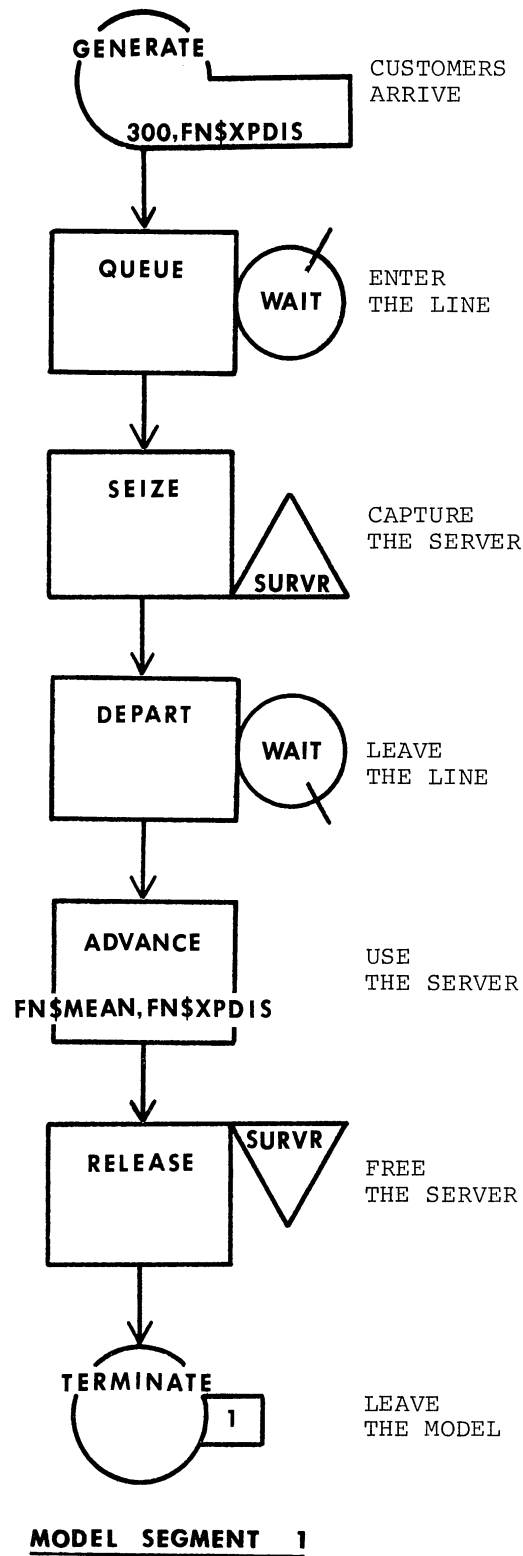 GENERATE
CUSTOMERS
ARRIVE
300,FN$XPDIS
QUEUE
WAIT
ENTER
THE LINE
SEIZE
SURVR
CAPTURE
THE SERVER
DEPART
WAIT
LEAVE
THE LINE
ADVANCE
FN$MEAN,FN$XPDIS
USE
THE SERVER
RELEASE
SURVR
FREE
THE SERVER
TERMINATE
1
LEAVE
THE MODEL
MODEL SEGMENT 1